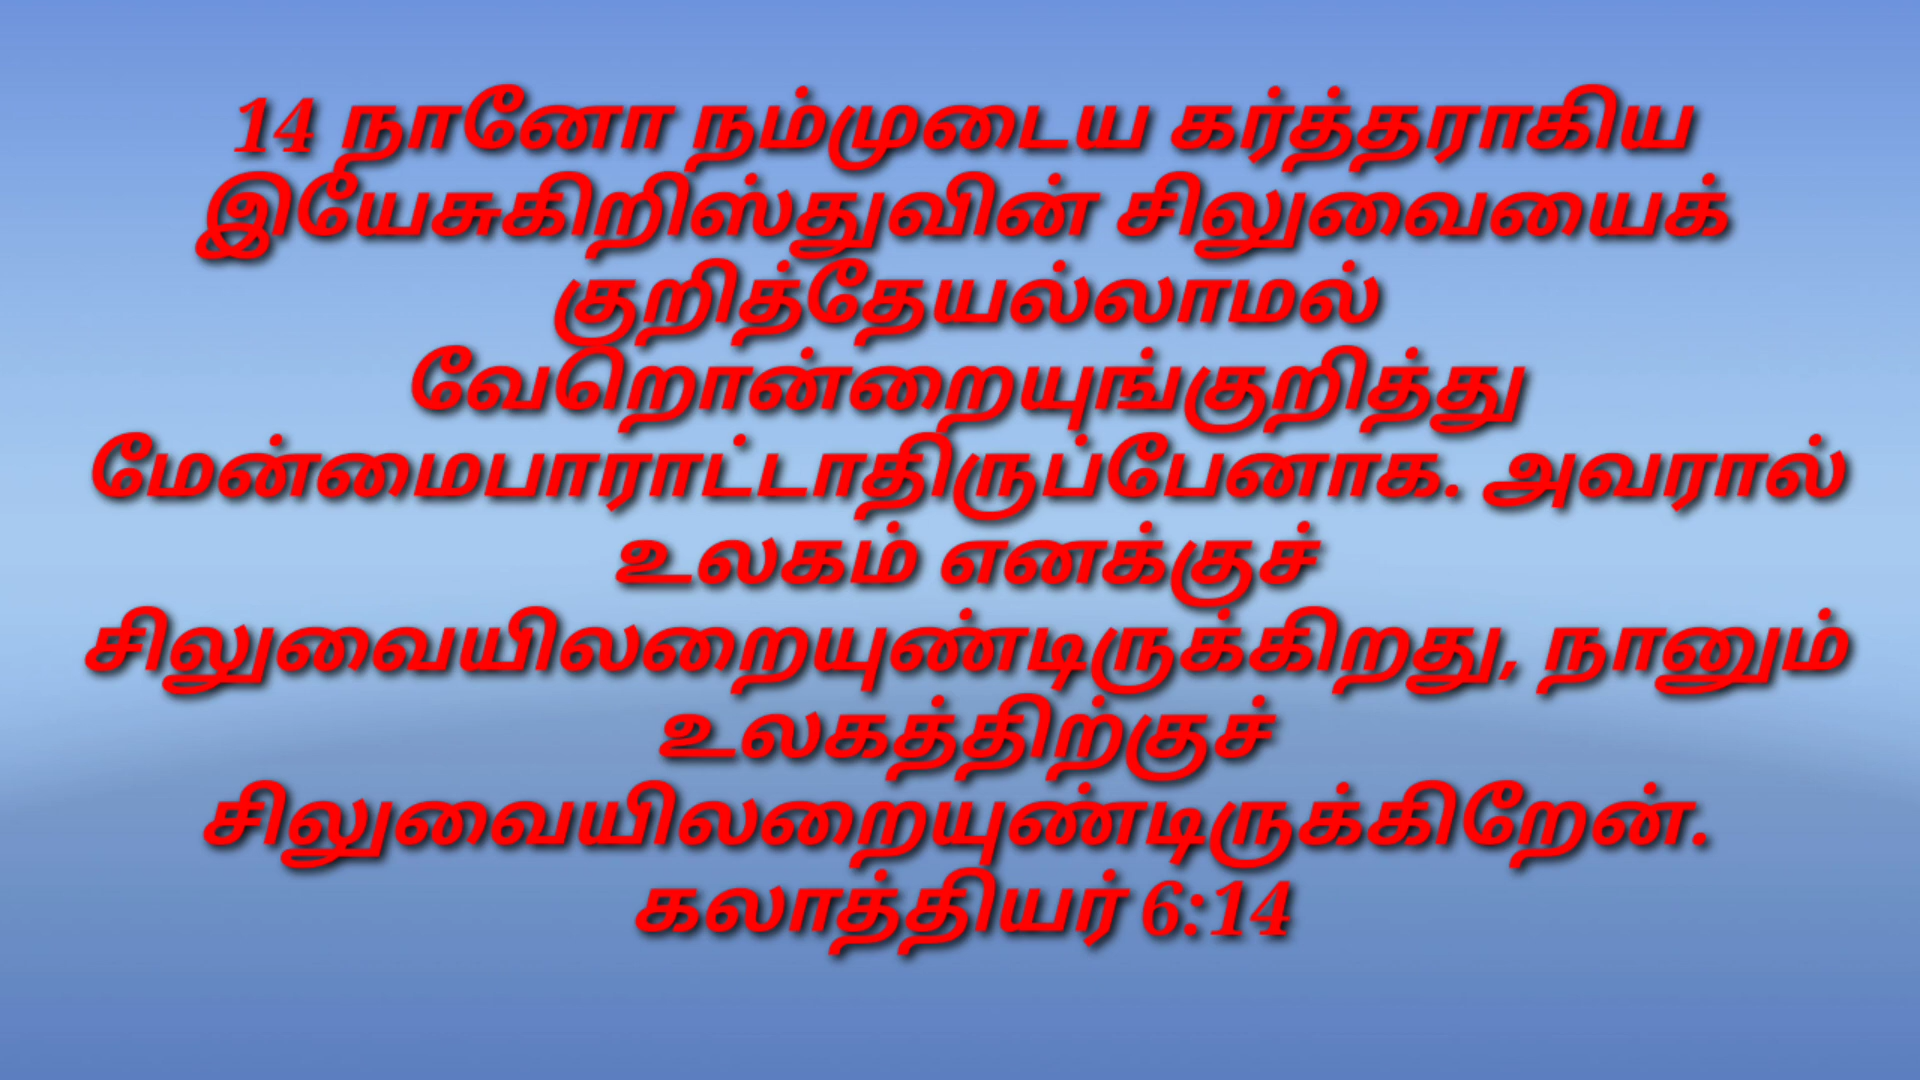 14 நானோ நம்முடைய கர்த்தராகிய
இயேசுகிறிஸ்துவின் சிலுவையைக்
குறித்தேயல்லாமல்
வேறொன்றையுங்குறித்து
மேன்மைபாராட்டாதிருப்பேனாக. அவரால்
உலகம் எனக்குச்
சிலுவையிலறையுண்டிருக்கிறது, நானும்
உலகத்திற்குச்
சிலுவையிலறையுண்டிருக்கிறேன்.
கலாத்தியர் 6:14